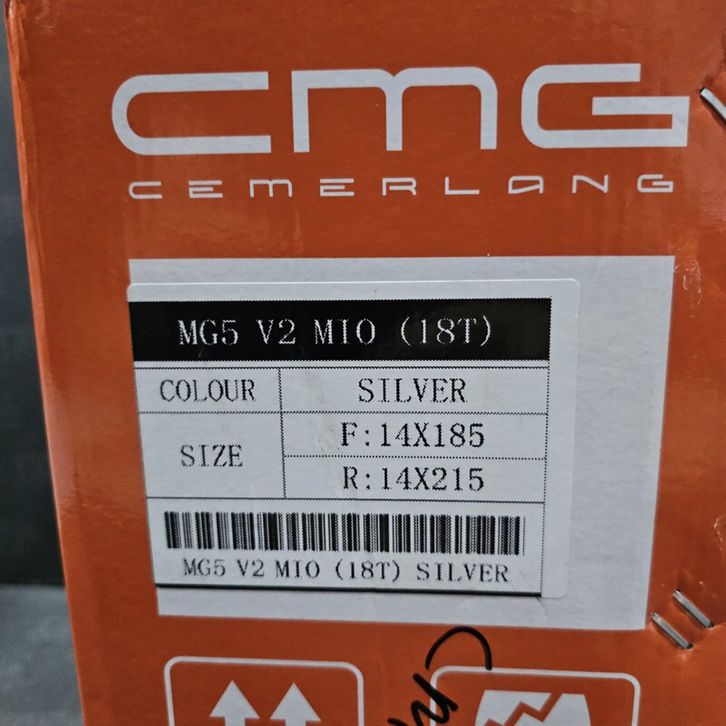 CMG
CEMERLANG
MG5 V2 MIO (18T)
COLOUR SILVER
SIZE F:14X185
R:14X215
MG5 V2 MIO (18T) SILVER